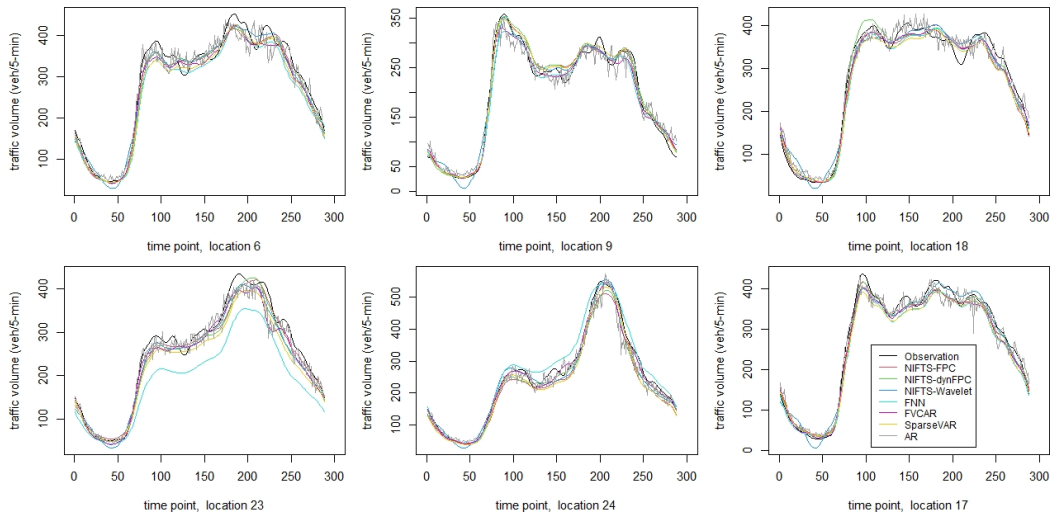 traffic volume (veh/5-min)
100 200 300 400
0 50 100 150 200 250 300
time point, location 6
traffic volume (veh/5-min)
0 50 150 250 350
0 50 100 150 200 250 300
time point, location 9
traffic volume (veh/5-min)
100 200 300 400
0 50 100 150 200 250 300
time point, location 18
traffic volume (veh/5-min)
100 200 300 400
0 50 100 150 200 250 300
time point, location 23
traffic volume (veh/5-min)
100 200 300 400 500
0 50 100 150 200 250 300
time point, location 24
traffic volume (veh/5-min)
0 100 200 300 400
0 50 100 150 200 250 300
time point, location 17
Observation
NIFTS-FPC
NIFTS-dynFPC
NIFTS-Wavelet
FNN
FVCAR
SparseVAR
AR